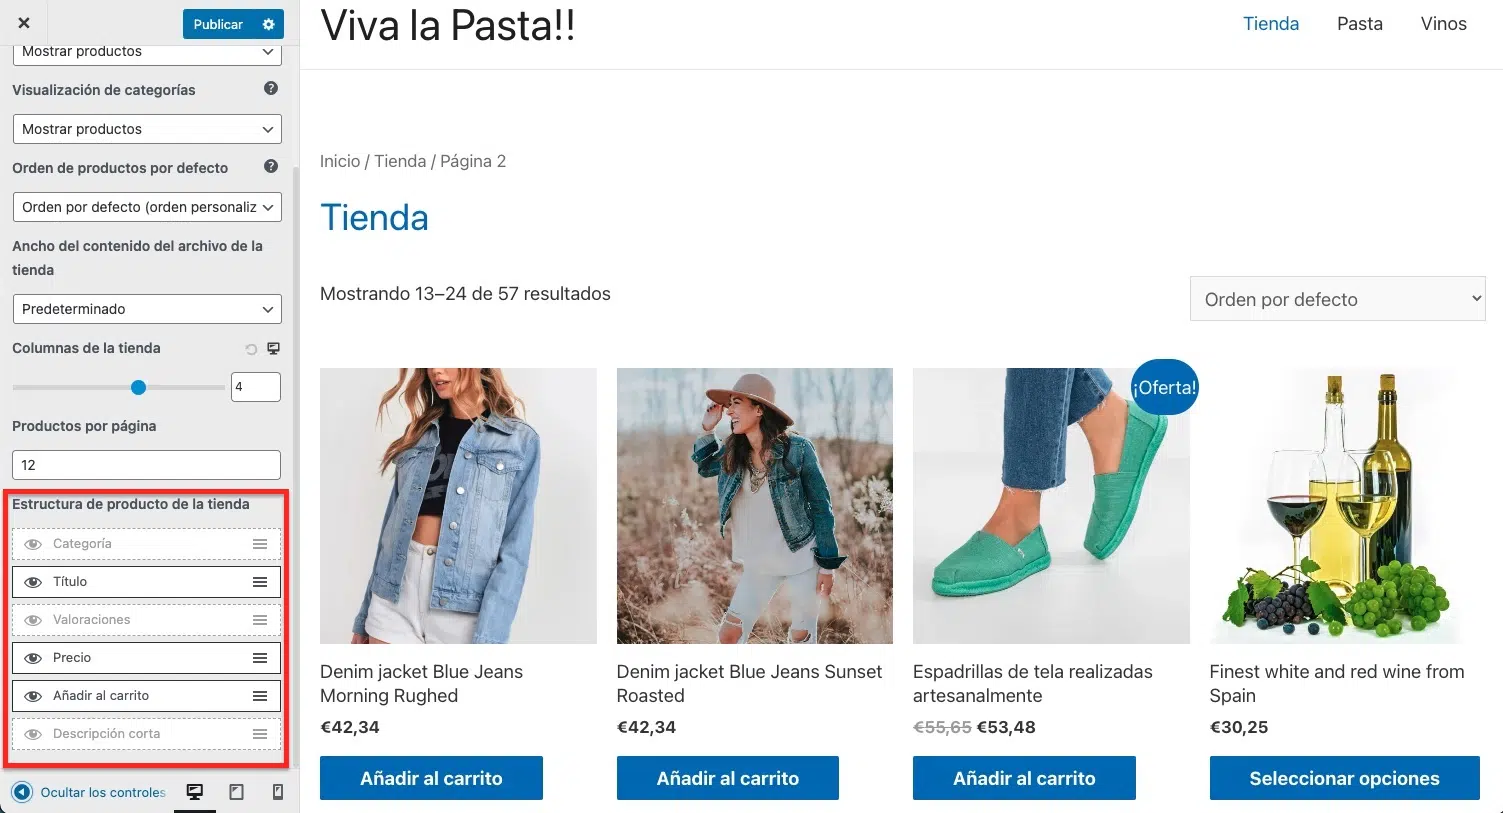 Publicar
Mostrar productos
Visualización de categorías
Mostrar productos
Orden de productos por defecto
Orden por defecto (orden personaliz
Ancho del contenido del archivo de la
tienda
Predeterminado
Columnas de la tienda
4
Productos por página
12
Estructura de producto de la tienda
Categoría
Título
Valoraciones
Precio
Añadir al carrito
Descripción corta
Ocultar los controles
Viva la Pasta!!
Tienda
Pasta
Vinos
Inicio / Tienda / Página 2
Tienda
Mostrando 13–24 de 57 resultados
Orden por defecto
Denim jacket Blue Jeans
Morning Rughed
€42,34
Añadir al carrito
Denim jacket Blue Jeans Sunset
Roasted
€42,34
Añadir al carrito
¡Oferta!
Espadrillas de tela realizadas
artesanalmente
€55,65 €53,48
Añadir al carrito
Finest white and red wine from
Spain
€30,25
Seleccionar opciones